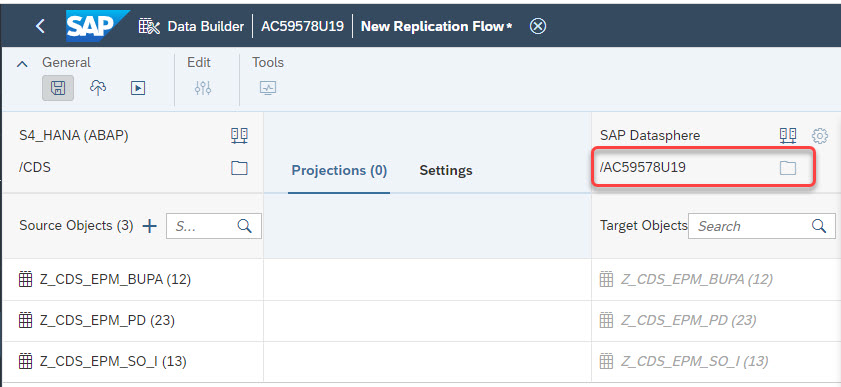 SAP Data Builder AC59578U19 New Replication Flow*
General Edit Tools
S4_HANA (ABAP)
/CDS
Projections (0) Settings
SAP Datasphere
/AC59578U19
Source Objects (3) S...
Target Objects Search
Z_CDS_EPM_BUPA (12) Z_CDS_EPM_BUPA (12)
Z_CDS_EPM_PD (23) Z_CDS_EPM_PD (23)
Z_CDS_EPM_SO_I (13) Z_CDS_EPM_SO_I (13)